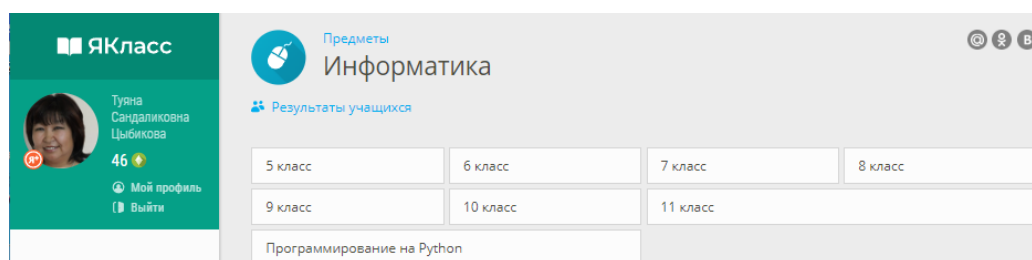 ЯКласс
Туяна
Сандаликовна
Цыбикова
46
Мой профиль
Выйти
Предметы
Информатика
Результаты учащихся
5 класс 6 класс 7 класс 8 класс
9 класс 10 класс 11 класс
Программирование на Python